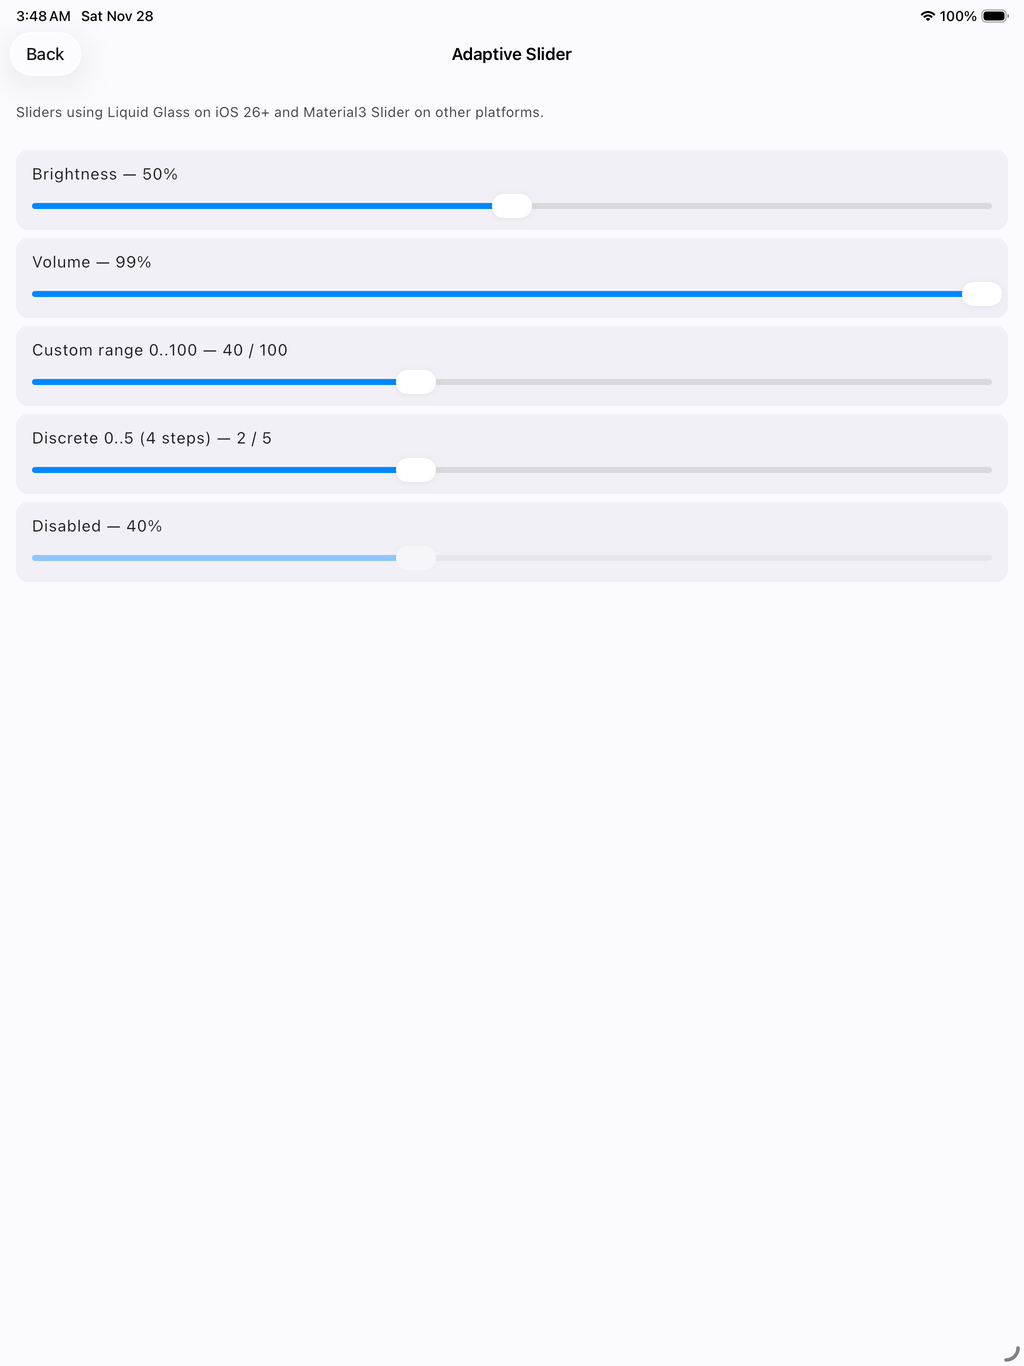 3:48 AM Sat Nov 28
100%
Back
Adaptive Slider
Sliders using Liquid Glass on iOS 26+ and Material3 Slider on other platforms.
Brightness — 50%
Volume — 99%
Custom range 0..100 — 40 / 100
Discrete 0..5 (4 steps) — 2 / 5
Disabled — 40%